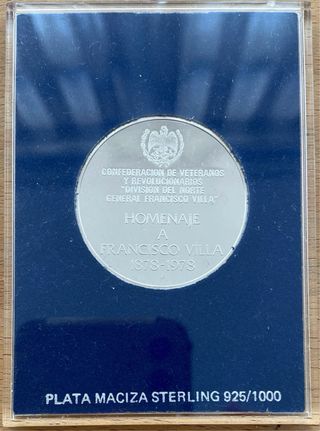 CONFEDERACION DE VETERANOS
Y REVOLUCIONARIOS
"DIVISION DEL NORTE
GENERAL FRANCISCO VILLA"
HOMENAJE
A
FRANCISCO VILLA
1878-1978
PLATA MACIZA STERLING 925/1000